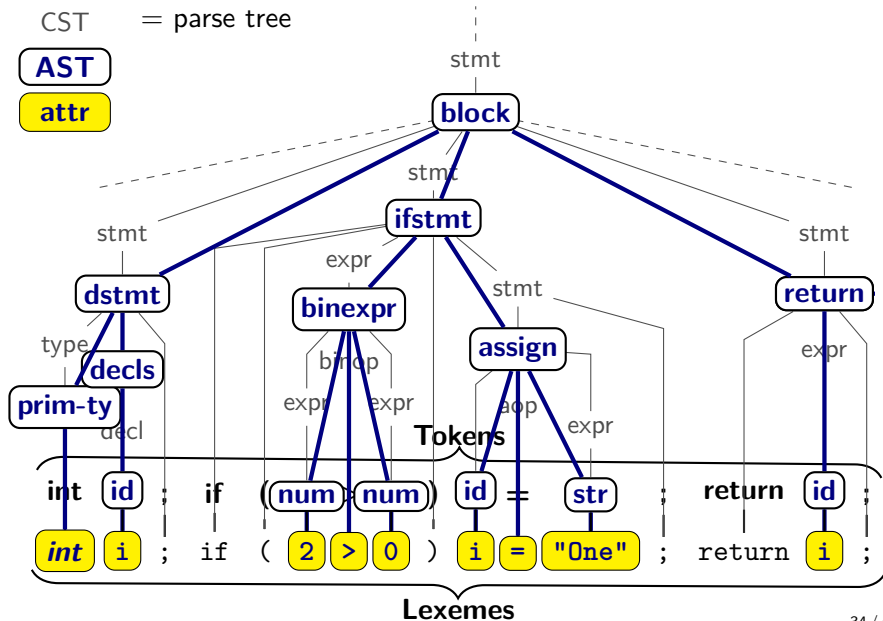 CST = parse tree
AST
attr
stmt
block
stmt
ifstmt
stmt
stmt
expr
stmt
dstmt
binexpr
return
type
binop
assign
expr
decls
prim-ty
expr
expr
aop
decl
expr
Tokens
int id ; if ( num > num ) id = str ; return id ;
int i ; if ( 2 > 0 ) i = "One" ; return i ;
Lexemes